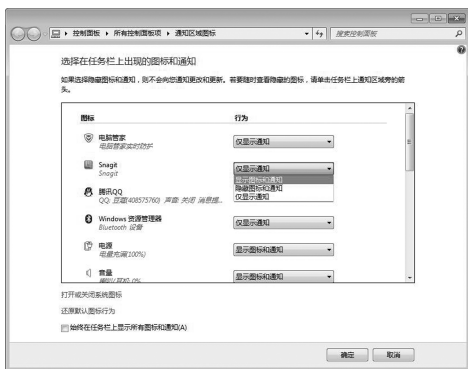 控制面板 ▸ 所有控制面板项 ▸ 通知区域图标
搜索控制面板
选择在任务栏上出现的图标和通知
如果选择隐藏图标和通知，则不会向您通知更改和更新。若要随时查看隐藏的图标，请单击任务栏上通知区域旁的箭
头。
图标 行为
电脑管家
电脑管家实时防护
仅显示通知
Snagit
Snagit
仅显示通知
显示图标和通知
隐藏图标和通知
仅显示通知
腾讯QQ
QQ: 豆蔻(408575760) 声音: 关闭 消息提...
Windows 资源管理器
Bluetooth 设备
仅显示通知
电源
电量充满(100%)
显示图标和通知
音量
显示图标和通知
打开或关闭系统图标
还原默认图标行为
始终在任务栏上显示所有图标和通知(A)
确定 取消